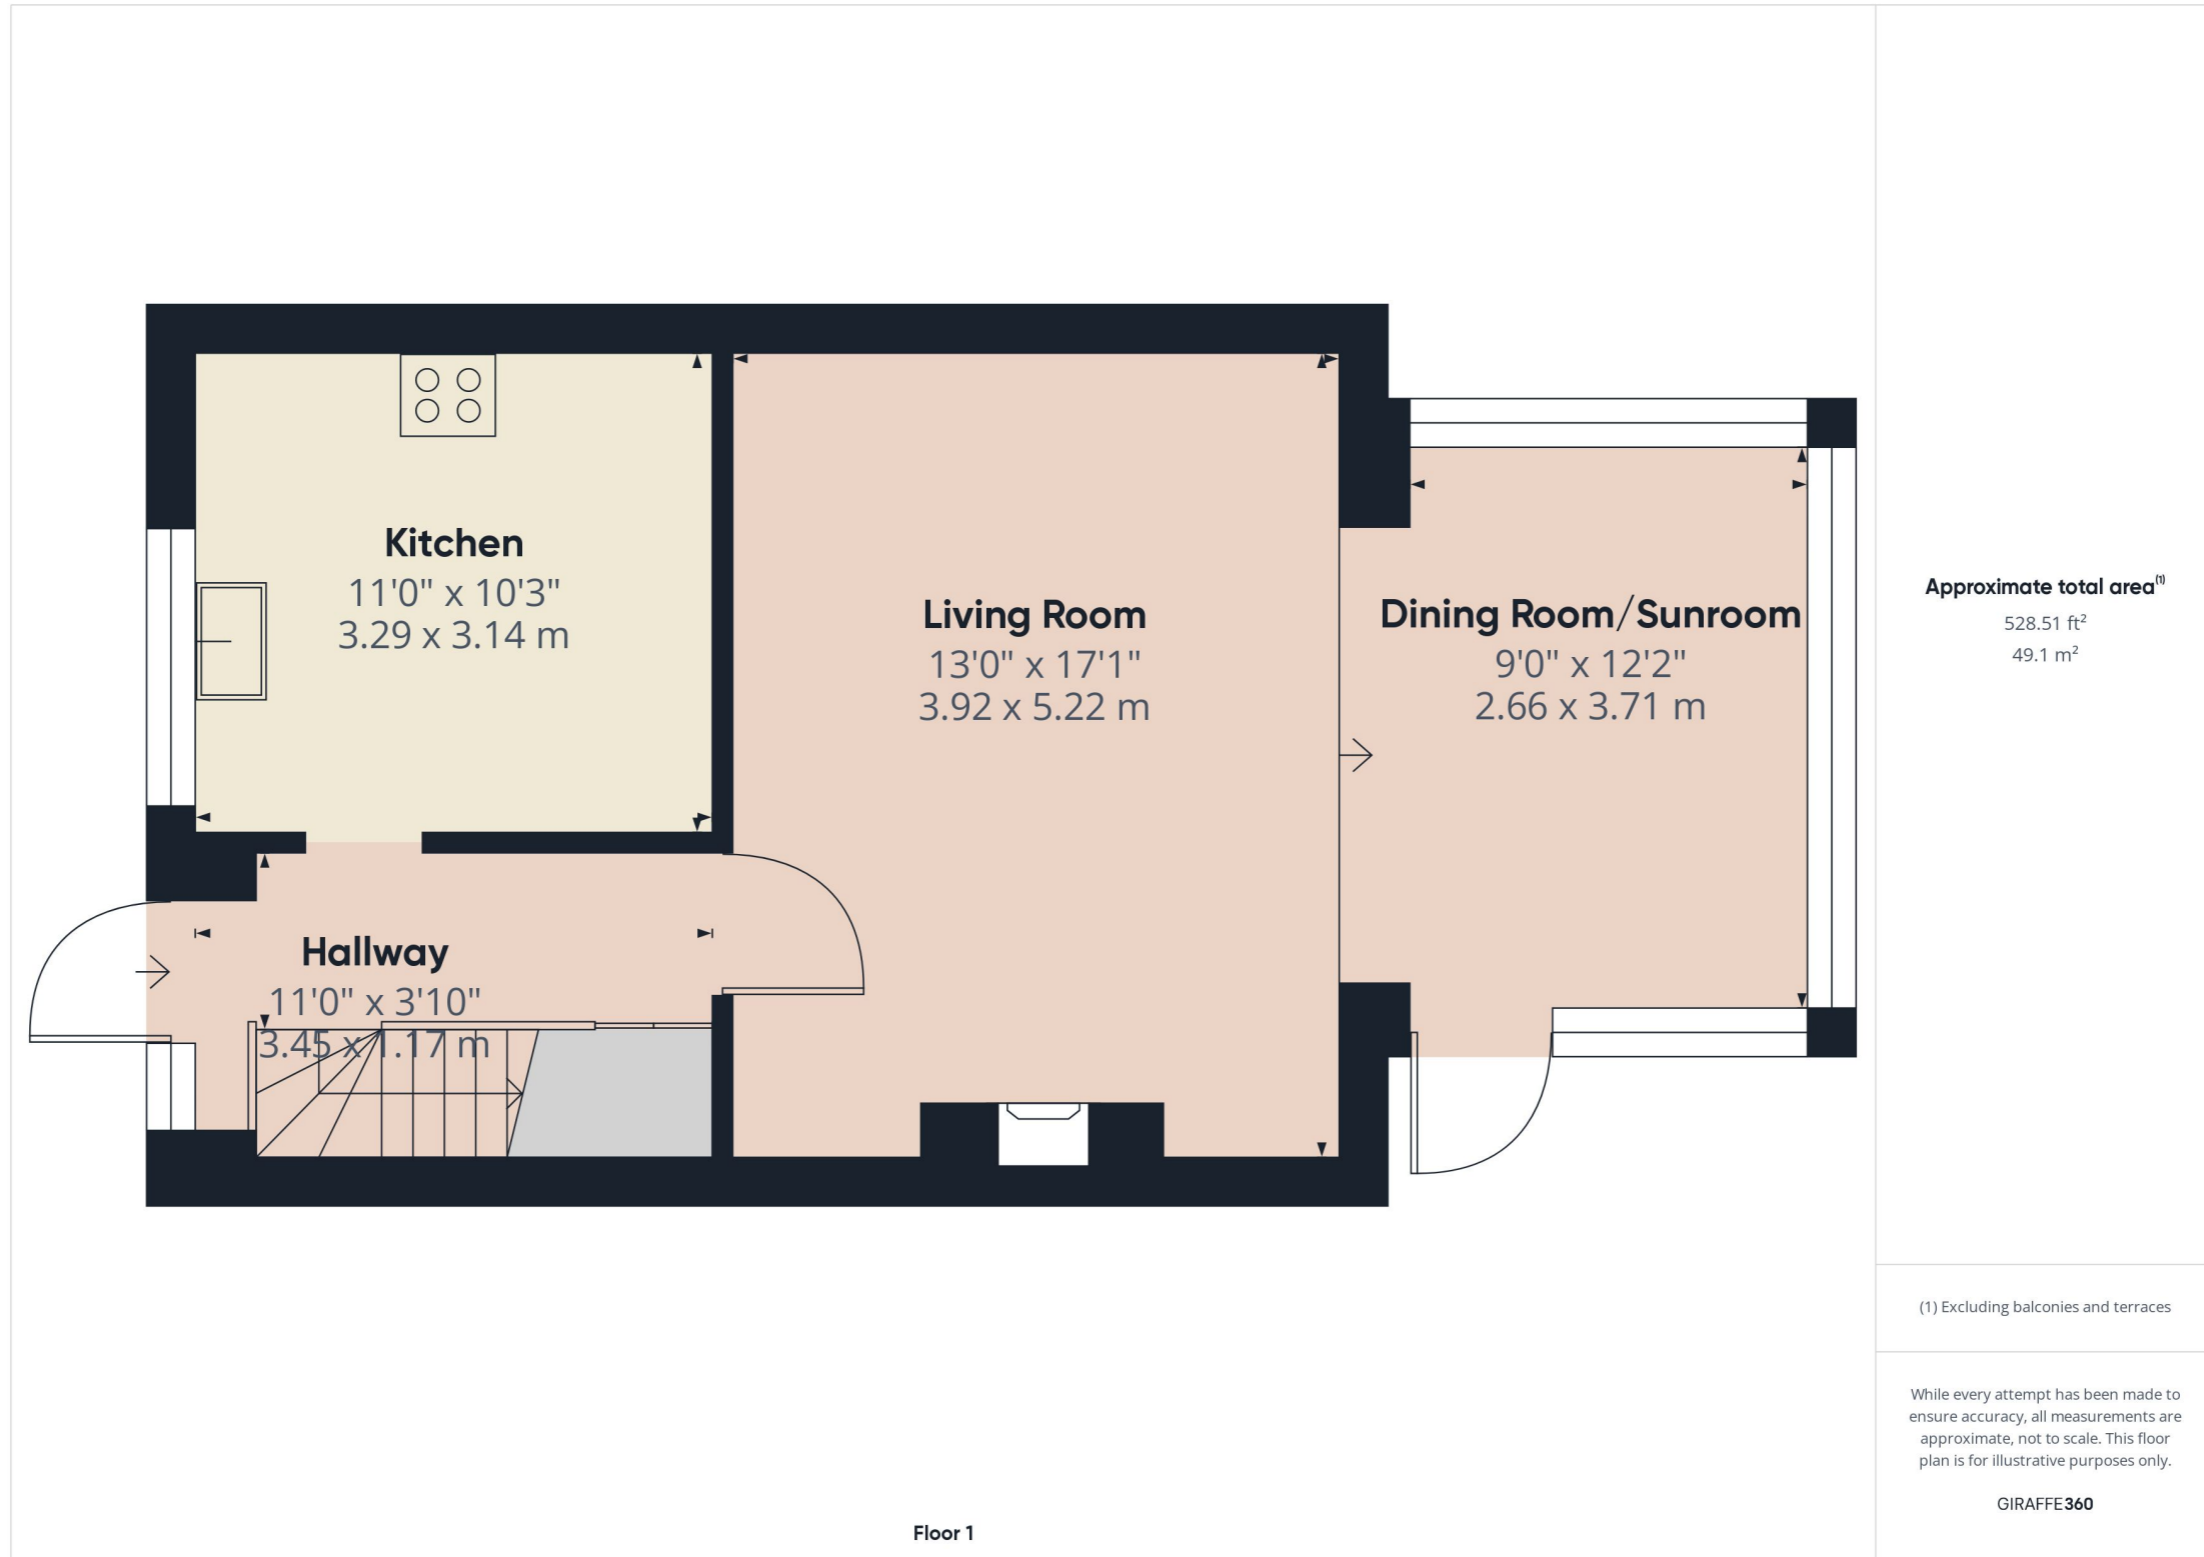 Kitchen
11'0" x 10'3"
3.29 x 3.14 m
Living Room
13'0" x 17'1"
3.92 x 5.22 m
Dining Room/Sunroom
9'0" x 12'2"
2.66 x 3.71 m
Hallway
11'0" x 3'10"
3.45 x 1.17 m
Floor 1
Approximate total area⁽¹⁾
528.51 ft²
49.1 m²
(1) Excluding balconies and terraces
While every attempt has been made to
ensure accuracy, all measurements are
approximate, not to scale. This floor
plan is for illustrative purposes only.
GIRAFFE360